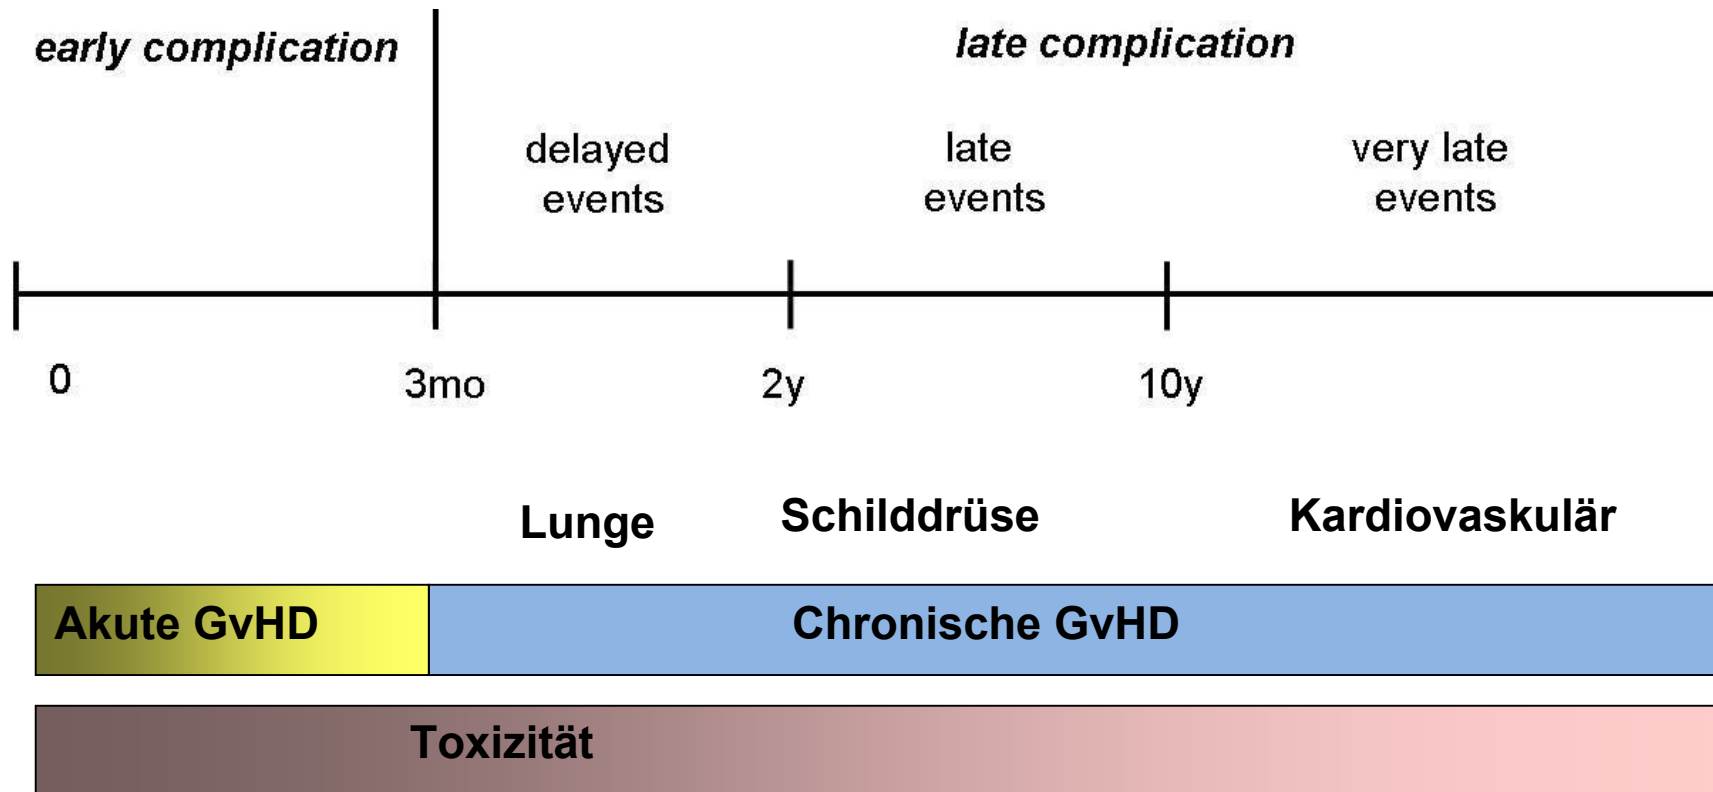 early complication
late complication
delayed
events
late
events
very late
events
0
3mo
2y
10y
Lunge
Schilddrüse
Kardiovaskulär
Akute GvHD
Chronische GvHD
Toxizität